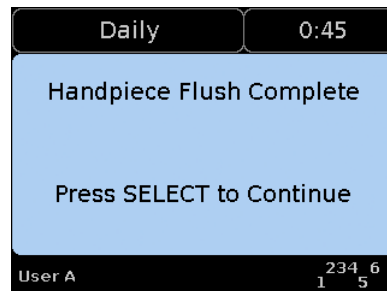 Daily 0:45
Handpiece Flush Complete
Press SELECT to Continue
User A 1 234 5 6